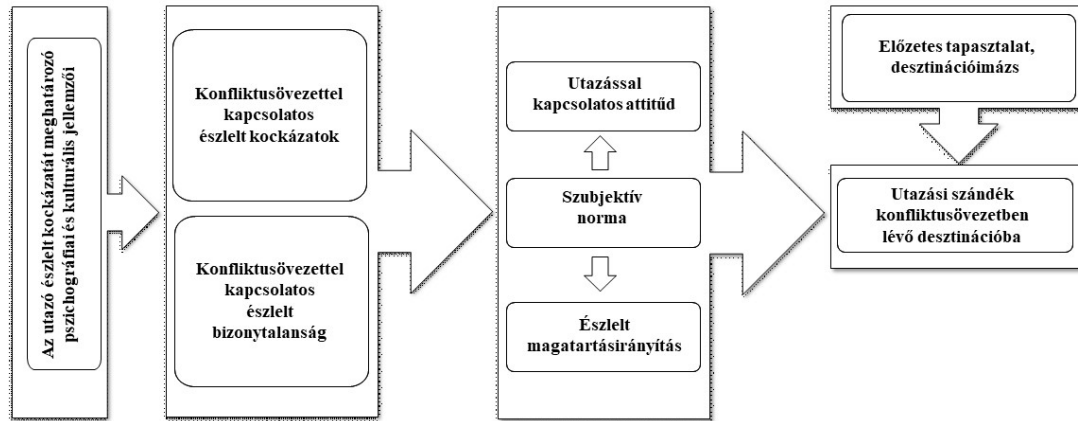 Az utazó észlelt kockázatát meghatározó
pszichográfiai és kulturális jellemzői
Konfliktusövezettel
kapcsolatos
észlelt kockázatok
Konfliktusövezettel
kapcsolatos
észlelt
bizonytalanság
Utazással
kapcsolatos attitűd
Szubjektív
norma
Észlelt
magatartásirányítás
Előzetes tapasztalat,
desztinációimázs
Utazási szándék
konfliktusövezetben
lévő desztinációba